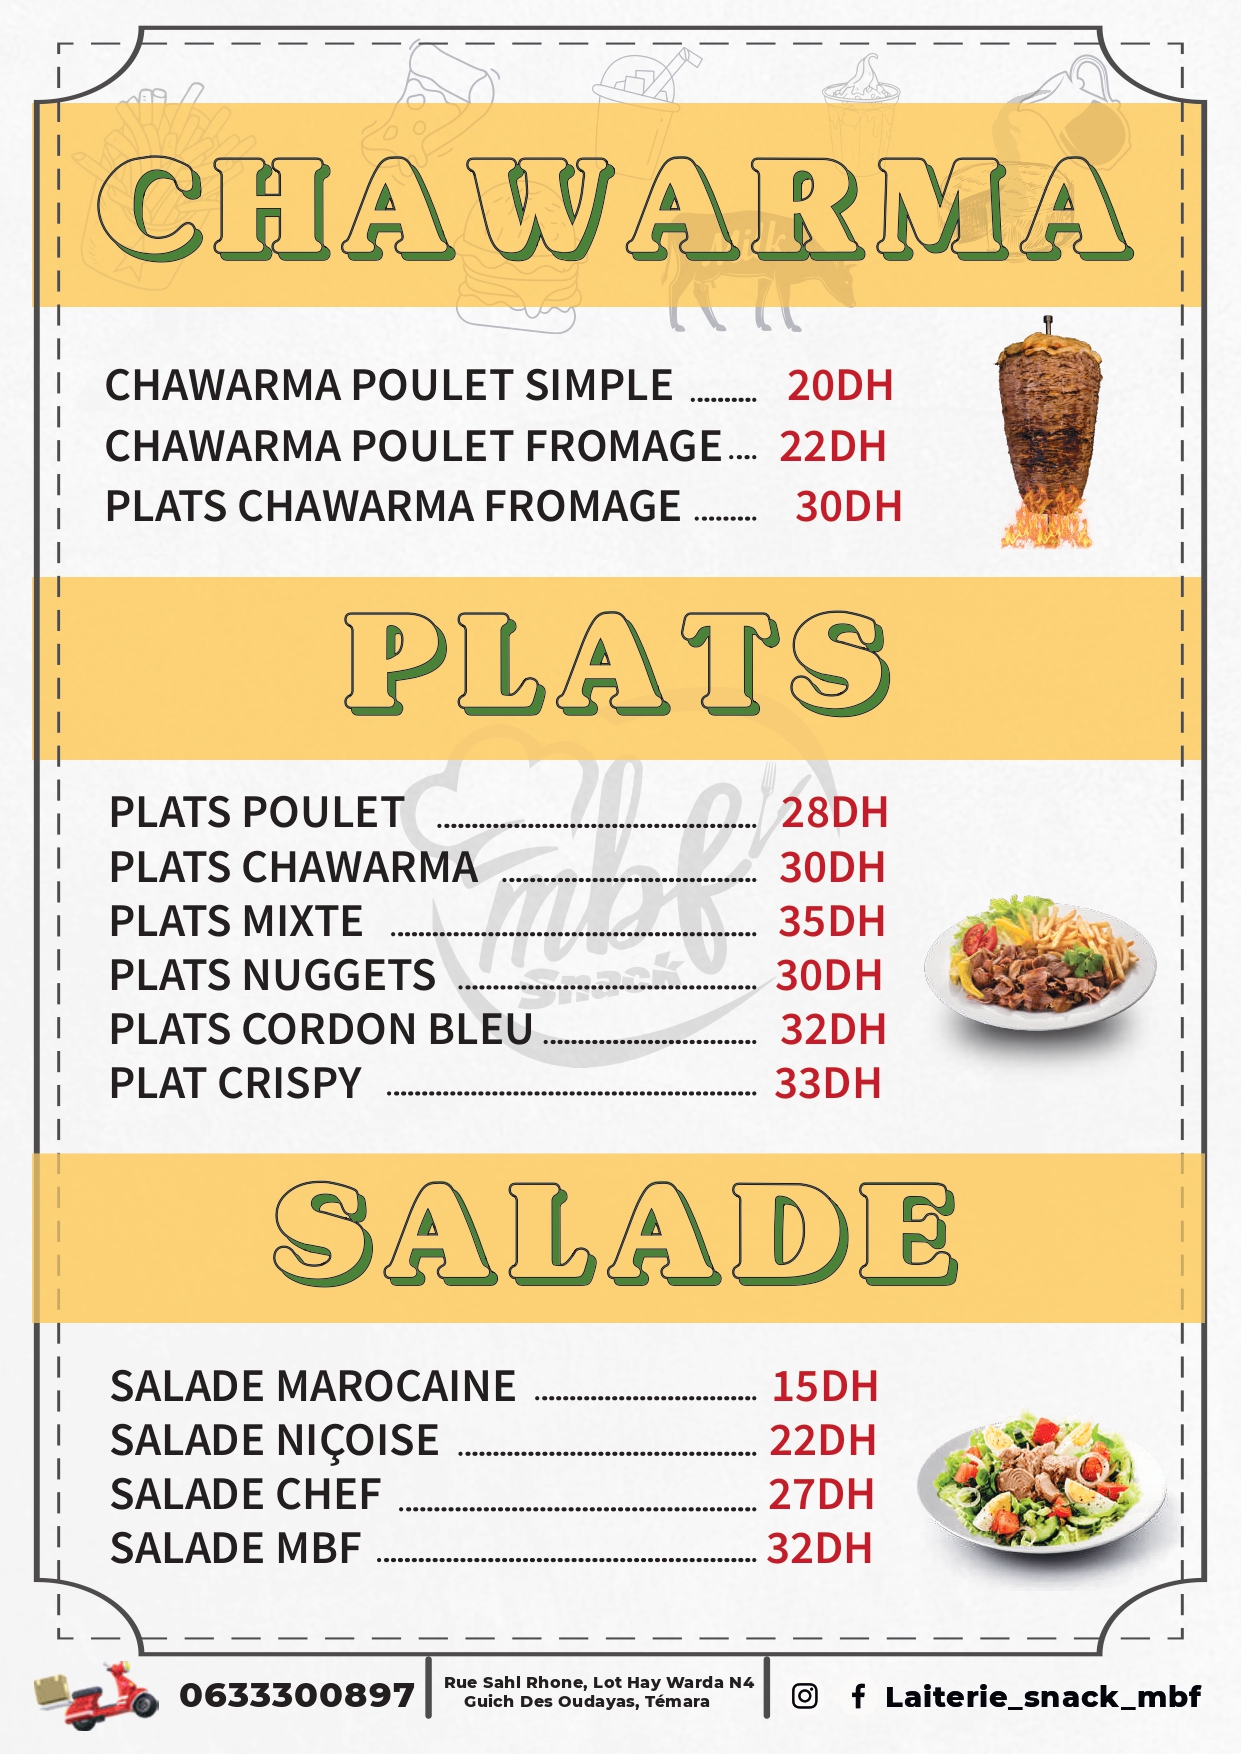 CHAWARMA
Milk
CHAWARMA POULET SIMPLE .......... 20DH
CHAWARMA POULET FROMAGE .... 22DH
PLATS CHAWARMA FROMAGE ......... 30DH
PLATS
PLATS POULET .......... 28DH
PLATS CHAWARMA .......... 30DH
PLATS MIXTE .......... 35DH
PLATS NUGGETS .......... 30DH
PLATS CORDON BLEU .......... 32DH
PLAT CRISPY .......... 33DH
mbf
Snack
SALADE
SALADE MAROCAINE .......... 15DH
SALADE NIÇOISE .......... 22DH
SALADE CHEF .......... 27DH
SALADE MBF .......... 32DH
0633300897
Rue Sahl Rhone, Lot Hay Warda N4
Guich Des Oudayas, Témara
Laiterie_snack_mbf